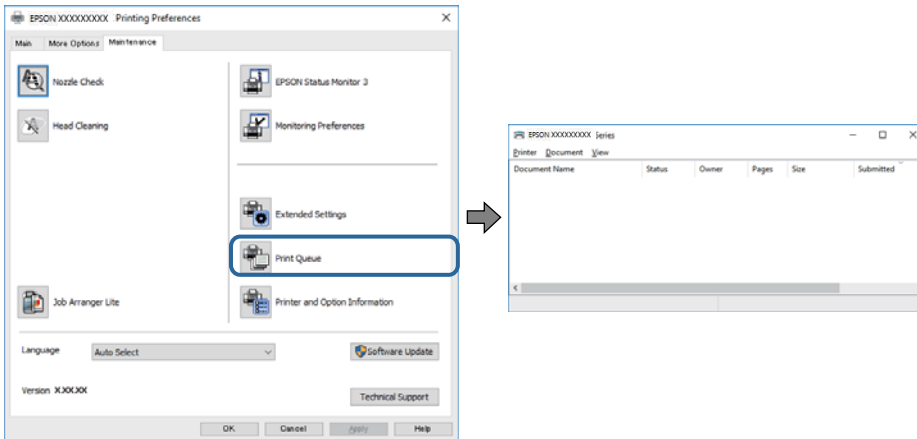 EPSON XXXXXXXXX Printing Preferences
Main More Options Maintenance
Nozzle Check
Head Cleaning
Job Arranger Lite
EPSON Status Monitor 3
Monitoring Preferences
Extended Settings
Print Queue
Printer and Option Information
Language Auto Select Software Update
Version X.XX.XX
Technical Support
OK Cancel Apply Help
EPSON XXXXXXXXX Series
Printer Document View
Document Name Status Owner Pages Size Submitted